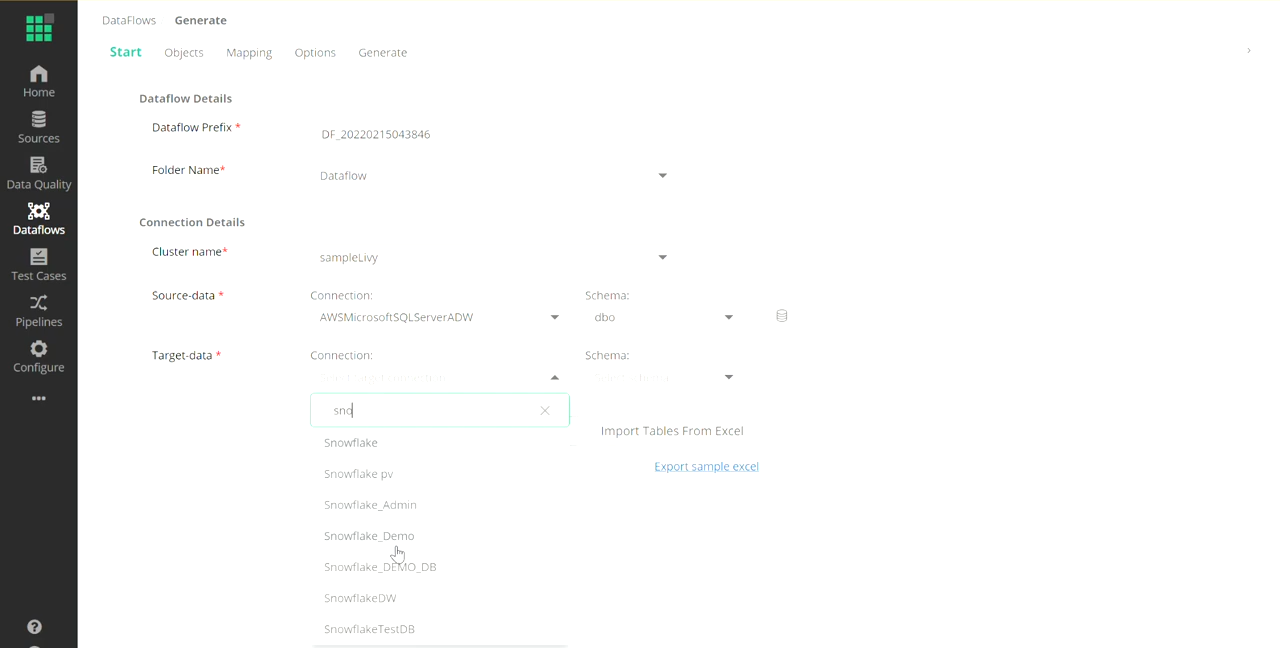 DataFlows Generate
Start Objects Mapping Options Generate
Home
Sources
Data Quality
Dataflows
Test Cases
Pipelines
Configure
Dataflow Details
Dataflow Prefix *
DF_20220215043846
Folder Name*
Dataflow
Connection Details
Cluster name*
sampleLivy
Source-data *
Connection:
Schema:
AWSMicrosoftSQLServerADW
dbo
Target-data *
Connection:
Schema:
sno
Snowflake
Snowflake pv
Snowflake_Admin
Snowflake_Demo
Snowflake_DEMO_DB
SnowflakeDW
SnowflakeTestDB
Import Tables From Excel
Export sample excel